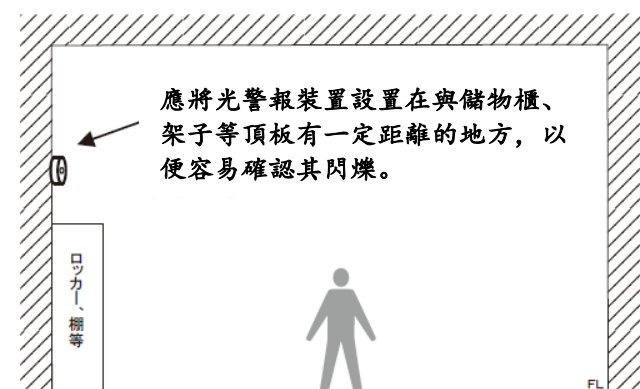 應將光警報裝置設置在與儲物櫃、
架子等頂板有一定距離的地方，以
便容易確認其閃爍。
ロッカー、棚等
FL